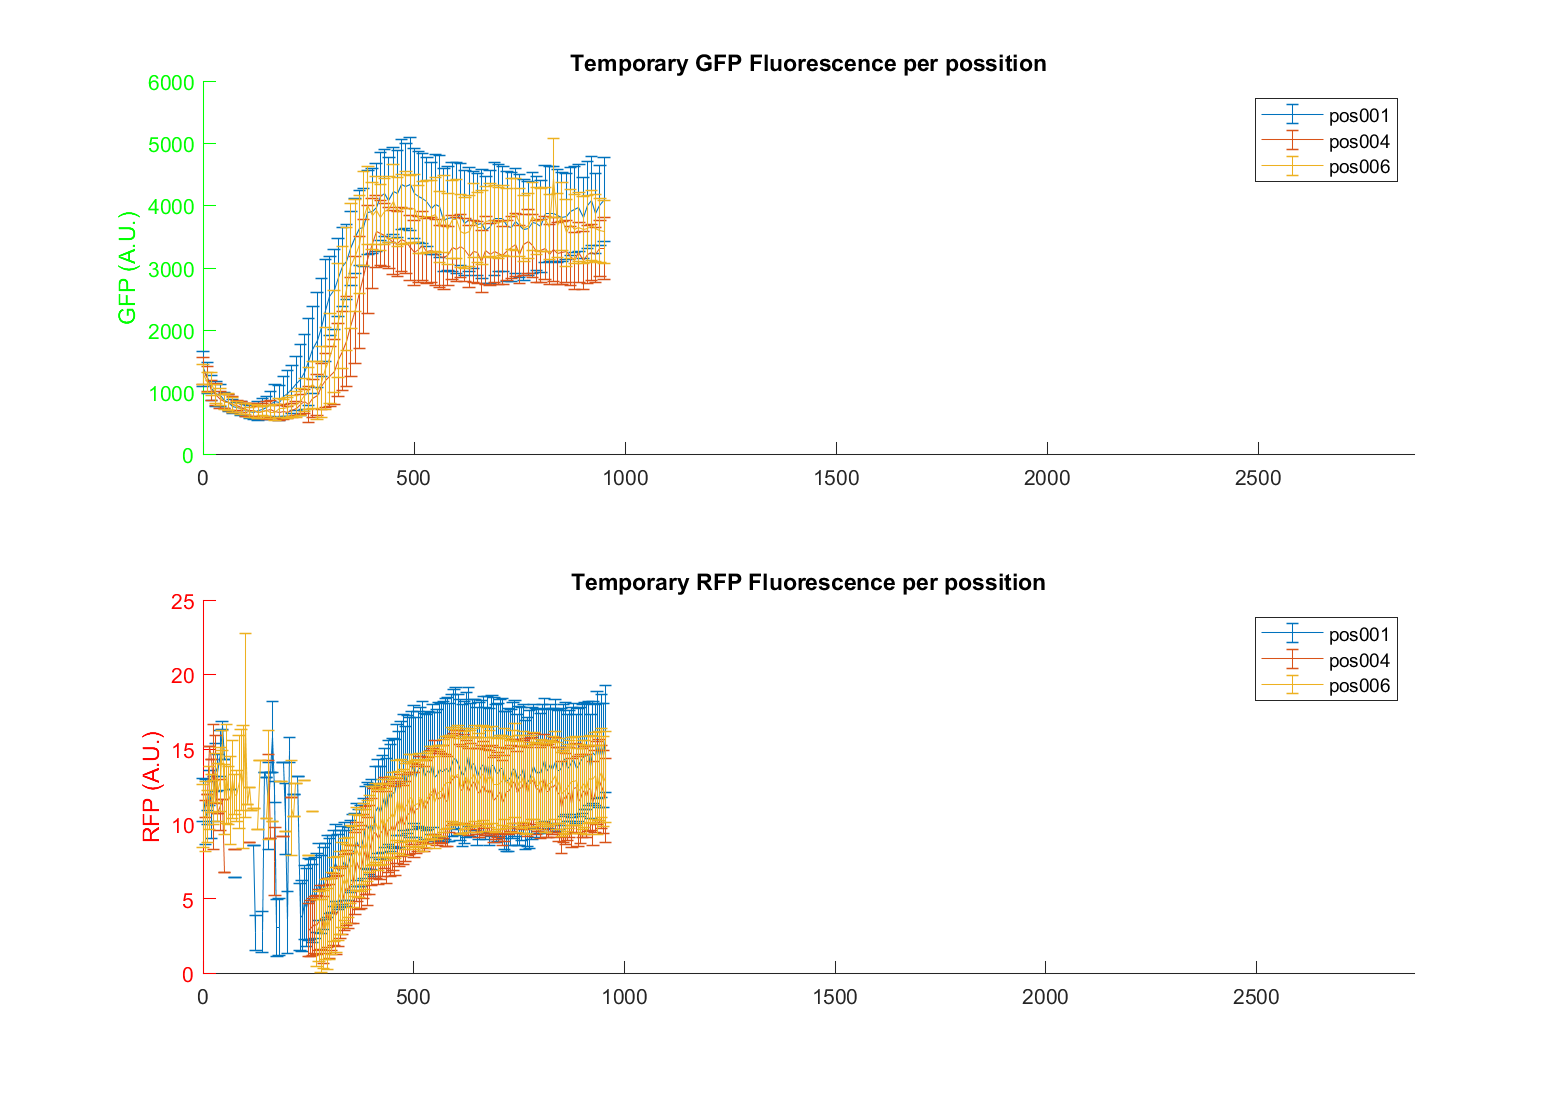 Temporary GFP Fluorescence per possition
6000
5000
4000
3000
2000
1000
0
GFP (A.U.)
pos001
pos004
pos006
0 500 1000 1500 2000 2500
Temporary RFP Fluorescence per possition
25
20
15
10
5
0
RFP (A.U.)
pos001
pos004
pos006
0 500 1000 1500 2000 2500